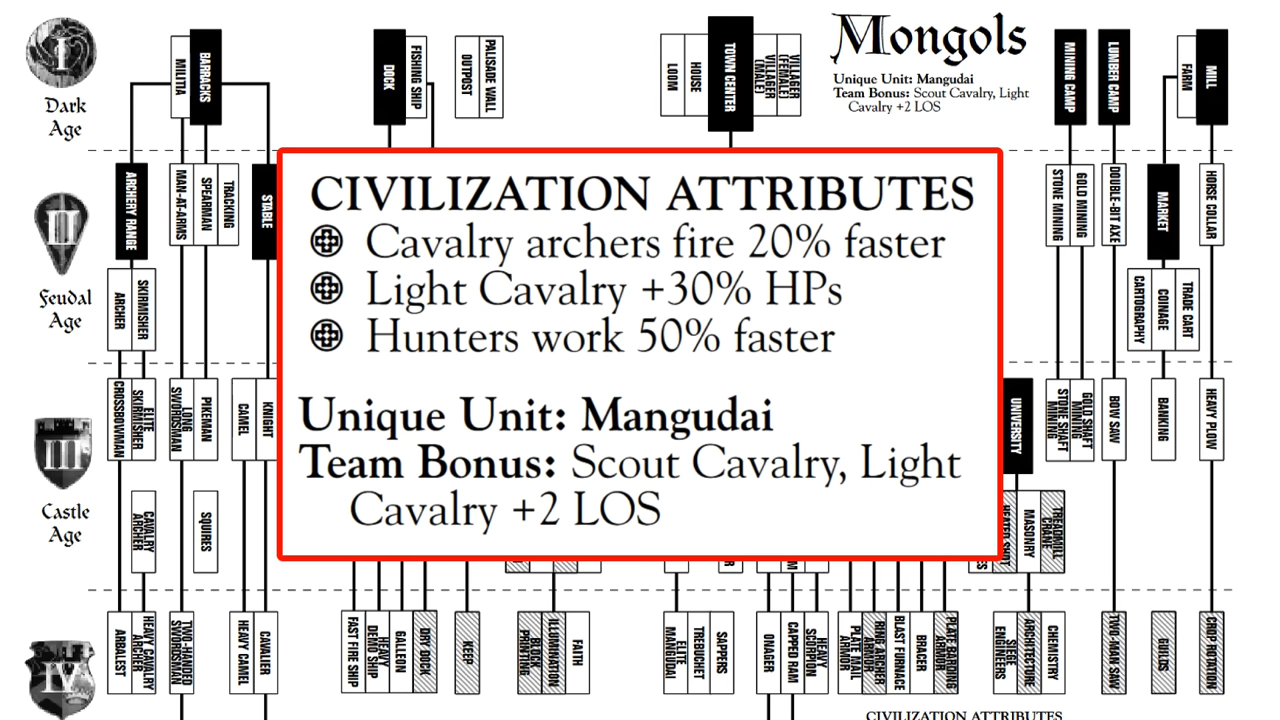 Mongols
Unique Unit: Mangudai
Team Bonus: Scout Cavalry, Light
Cavalry +2 LOS
Dark
Age
MILITIA
BARRACKS
DOCK
FISHING SHIP
OUTPOST
PALISADE WALL
LOOM
HOUSE
TOWN CENTER
VILLAGER
(MALE)
VILLAGER
(FEMALE)
MINING CAMP
LUMBER CAMP
FARM
MILL
Feudal
Age
ARCHERY RANGE
MAN-AT-ARMS
SPEARMAN
TRACKING
STABLE
ARCHER
SKIRMISHER
STONE MINING
GOLD MINING
DOUBLE-BIT AXE
MARKET
HORSE COLLAR
CARTOGRAPHY
COINAGE
TRADE CART
CIVILIZATION ATTRIBUTES
Cavalry archers fire 20% faster
Light Cavalry +30% HPs
Hunters work 50% faster
Unique Unit: Mangudai
Team Bonus: Scout Cavalry, Light
Cavalry +2 LOS
Castle
Age
CROSSBOWMAN
ELITE
SKIRMISHER
LONG
SWORDSMAN
PIKEMAN
CAMEL
KNIGHT
UNIVERSITY
STONE SHAFT
MINING
GOLD SHAFT
MINING
BOW SAW
BANKING
HEAVY PLOW
CAVALRY
ARCHER
SQUIRES
HEATED SHOT
MASONRY
TREADMILL
CRANE
IV
ARBALEST
HEAVY CAVALRY
ARCHER
TWO-HANDED
SWORDSMAN
HEAVY CAMEL
CAVALIER
FAST FIRE SHIP
HEAVY
DEMO SHIP
GALLEON
DRY DOCK
KEEP
BLOCK
PRINTING
ILLUMINATION
FAITH
ELITE
MANGUDAI
TREBUCHET
SAPPERS
ONAGER
CAPPED RAM
HEAVY
SCORPION
PLATE MAIL
ARMOR
RING ARCHER
ARMOR
BLAST FURNACE
BRACER
PLATE BARDING
ARMOR
SIEGE
ENGINEERS
ARCHITECTURE
CHEMISTRY
TWO-MAN SAW
GUILDS
CROP ROTATION
CIVILIZATION ATTRIBUTES